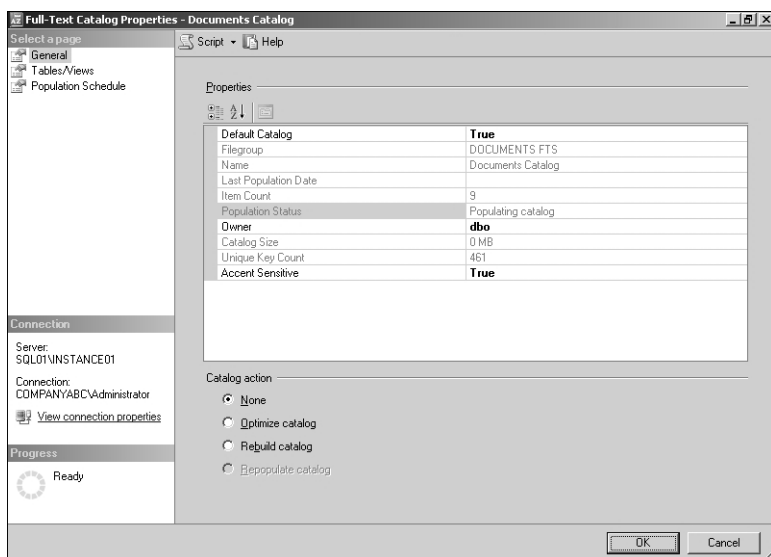 Full-Text Catalog Properties - Documents Catalog
Select a page
General
Tables/Views
Population Schedule
Script Help
Properties
Default Catalog True
Filegroup DOCUMENTS FTS
Name Documents Catalog
Last Population Date
Item Count 9
Population Status Populating catalog
Owner dbo
Catalog Size 0 MB
Unique Key Count 461
Accent Sensitive True
Connection
Server:
SQL01\INSTANCE01
Connection:
COMPANYABC\Administrator
View connection properties
Progress
Ready
Catalog action
None
Optimize catalog
Rebuild catalog
Repopulate catalog
OK Cancel